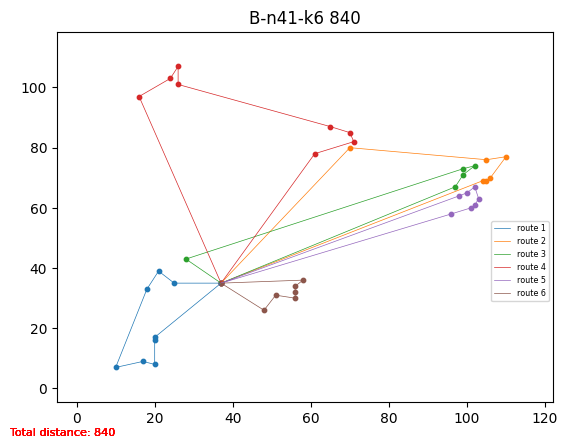 B-n41-k6 840
100
80
60
40
20
0
route 1
route 2
route 3
route 4
route 5
route 6
0 20 40 60 80 100 120
Total distance: 840